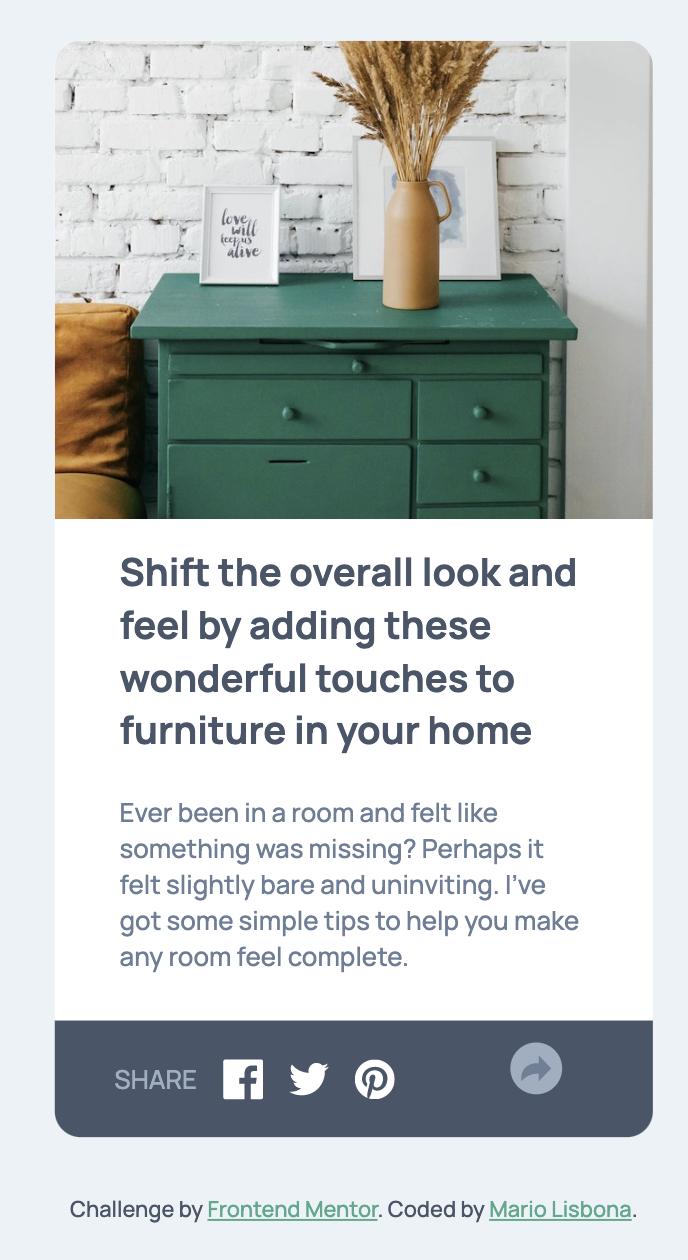 love
will
keep us
alive
Shift the overall look and
feel by adding these
wonderful touches to
furniture in your home
Ever been in a room and felt like
something was missing? Perhaps it
felt slightly bare and uninviting. I’ve
got some simple tips to help you make
any room feel complete.
SHARE
Challenge by Frontend Mentor. Coded by Mario Lisbona.